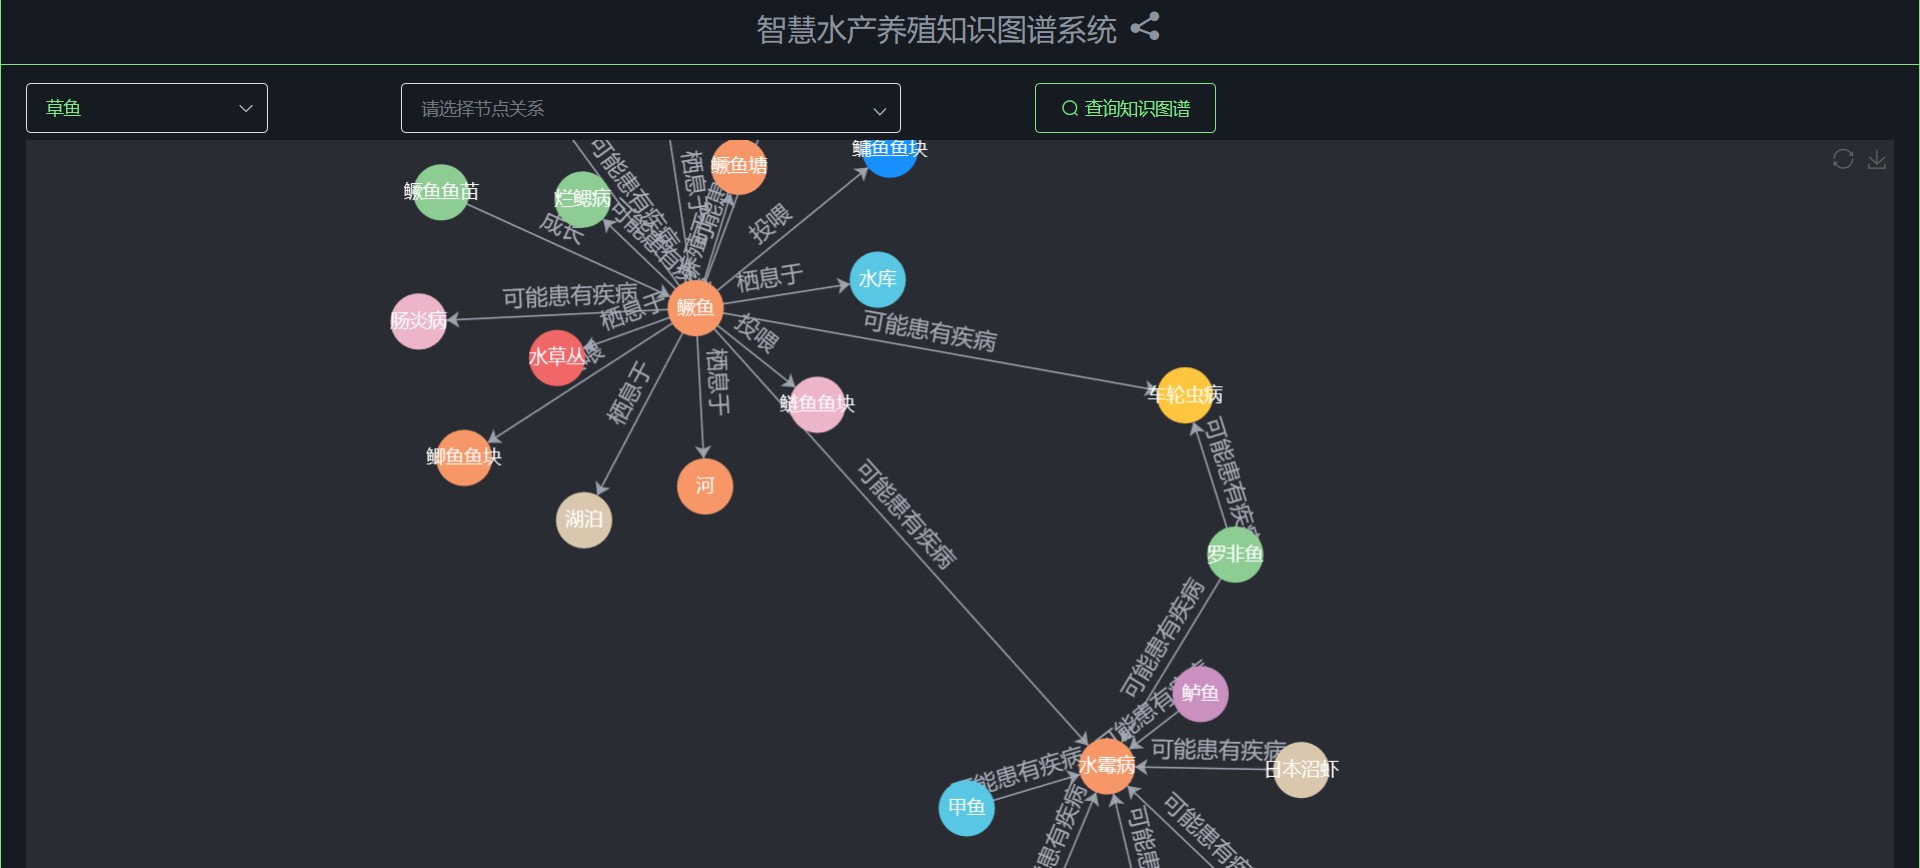 智慧水产养殖知识图谱系统
草鱼
请选择节点关系
查询知识图谱
鳙鱼鱼块
可能患有疾病
栖息于
鳜鱼塘
鳜鱼鱼苗
烂鳃病
成长
可能患有疾病
投喂
栖息于
水库
可能患有疾病
栖息于
鳜鱼
肠炎病
投喂
可能患有疾病
水草丛
栖息于
栖息于
车轮虫病
鲢鱼鱼块
可能患有疾病
鲫鱼鱼块
河
可能患有疾病
湖泊
罗非鱼
可能患有疾病
鲈鱼
可能患有疾病
水霉病
日本沼虾
可能患有疾病
甲鱼
患有疾病
可能患
可能患有疾